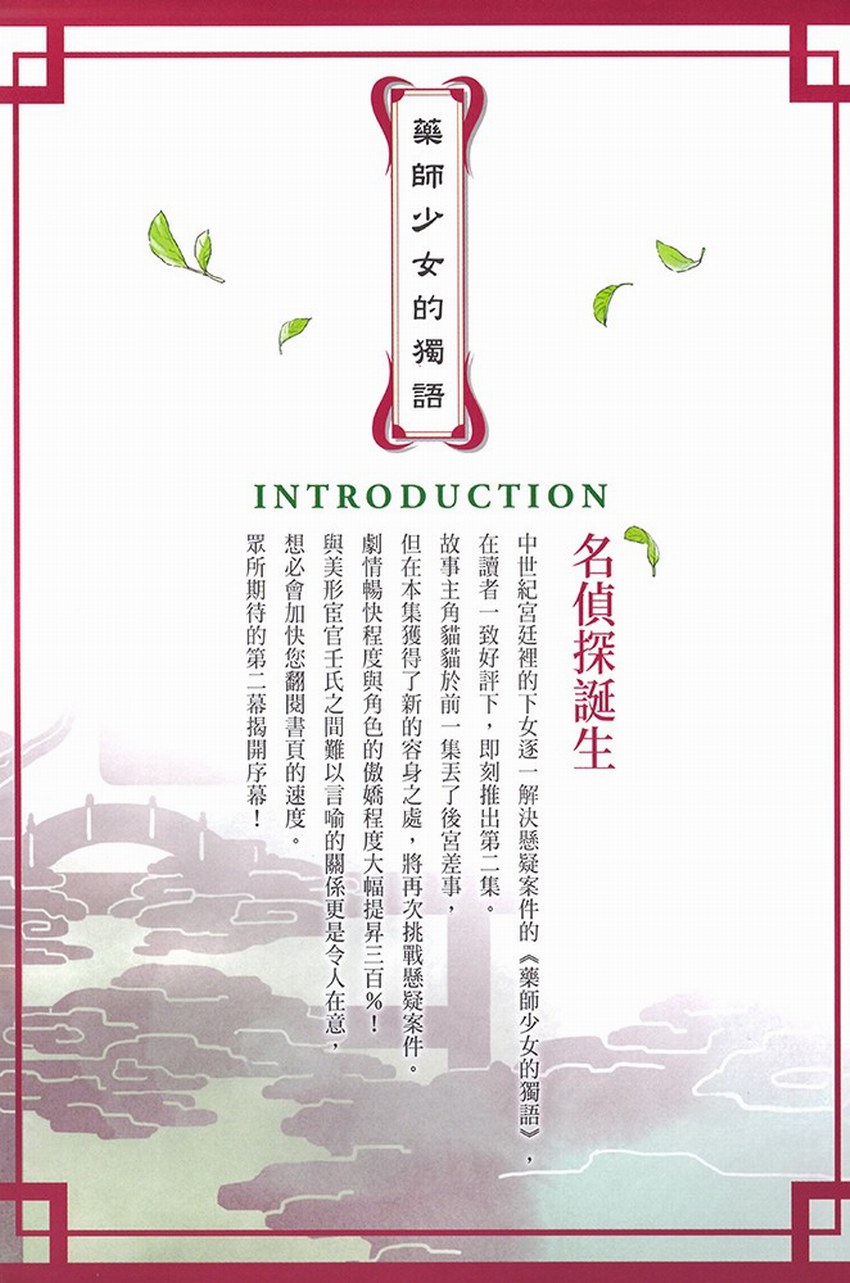 藥師少女的獨語
INTRODUCTION
名偵探誕生
中世紀宮廷裡的下女逐一解決懸疑案件的《藥師少女的獨語》，
在讀者一致好評下，即刻推出第二集。
故事主角貓貓於前一集丟了後宮差事，
但在本集獲得了新的容身之處，將再次挑戰懸疑案件。
劇情暢快程度與角色的傲嬌程度大幅提昇三百%！
與美形宦官壬氏之間難以言喻的關係更是令人在意，
想必會加快您翻閱書頁的速度。
眾所期待的第二幕揭開序幕！